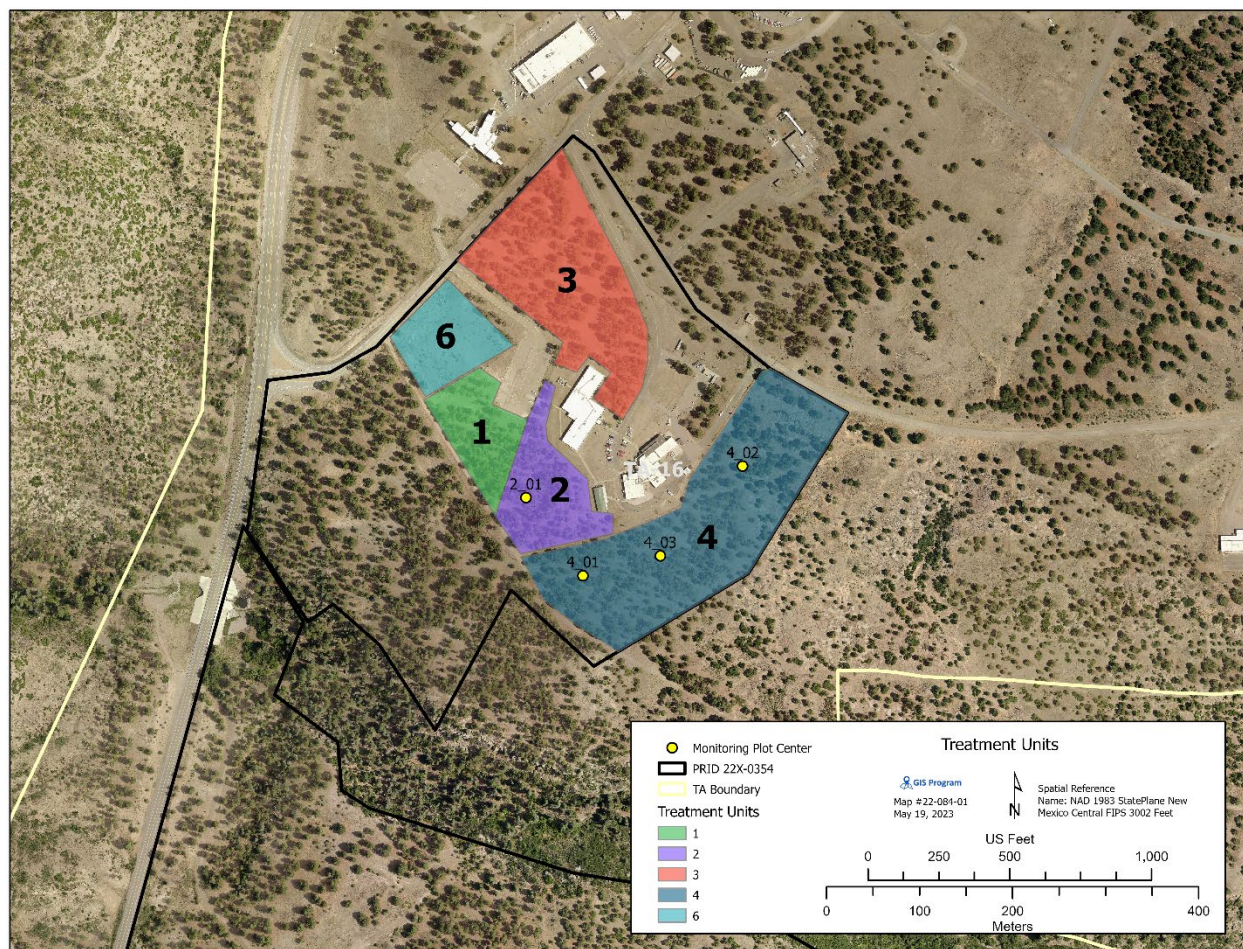 3
6
1
2_01
2
TA-16
4_02
4_03
4
4_01
Monitoring Plot Center
PRID 22X-0354
TA Boundary
Treatment Units
1
2
3
4
6
Treatment Units
GIS Program
Map #22-084-01
May 19, 2023
N
Spatial Reference
Name: NAD 1983 StatePlane New
Mexico Central FIPS 3002 Feet
US Feet
0 250 500 1,000
0 100 200 400
Meters